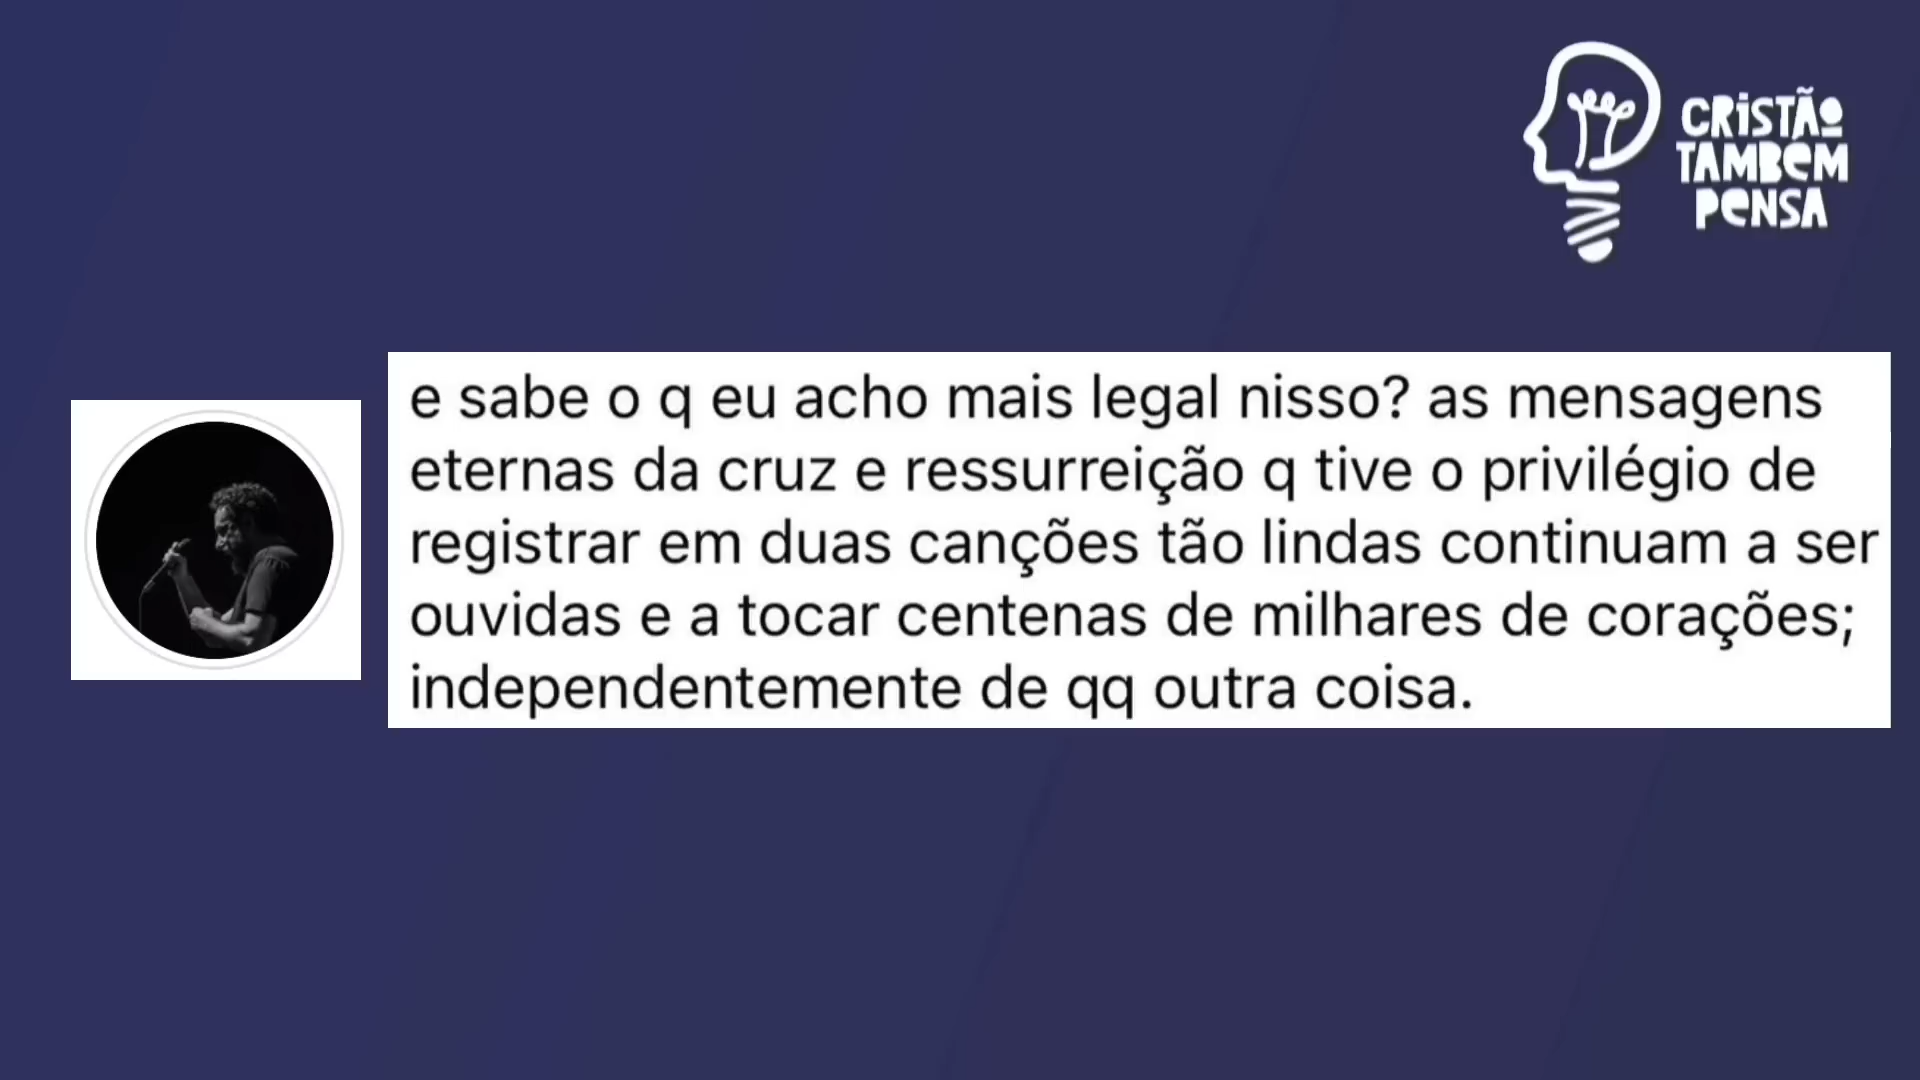 CRISTÃO
TAMBÉM
PENSA
e sabe o q eu acho mais legal nisso? as mensagens
eternas da cruz e ressurreição q tive o privilégio de
registrar em duas canções tão lindas continuam a ser
ouvidas e a tocar centenas de milhares de corações;
independentemente de qq outra coisa.